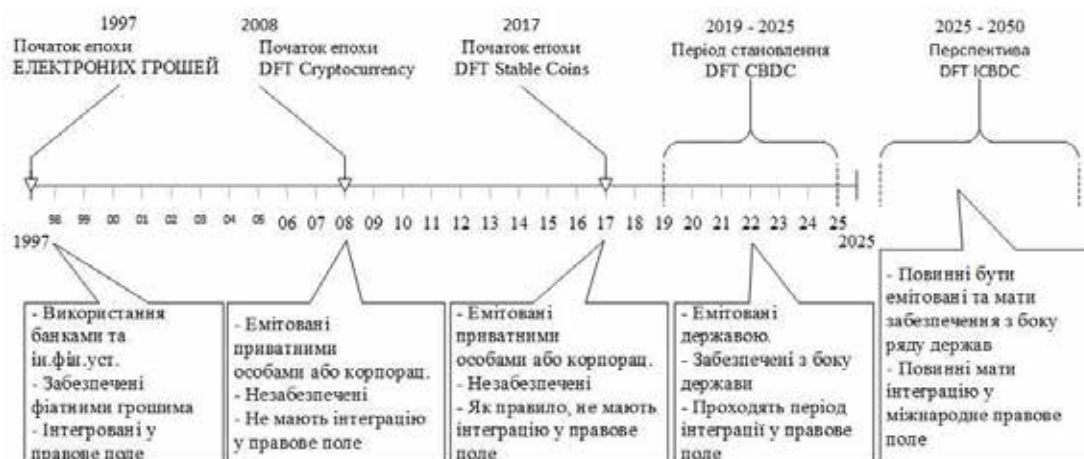 1997
Початок епохи
ЕЛЕКТРОНИХ ГРОШЕЙ
2008
Початок епохи
DFT Cryptocurrency
2017
Початок епохи
DFT Stable Coins
2019 - 2025
Період становлення
DFT CBDC
2025 - 2050
Перспектива
DFT ICBDC
98 99 00 01 02 03 04 05 06 07 08 09 10 11 12 13 14 15 16 17 18 19 20 21 22 23 24 25
1997
2025
- Використання
банками та
ін.фін.уст.
- Забезпечені
фіатними грошима
- Інтегровані у
правове поле
- Емітовані
приватними
особами або корпорац.
- Незабезпечені
- Не мають інтеграцію
у правове поле
- Емітовані
приватними
особами або корпорац.
- Незабезпечені
- Як правило, не мають
інтеграцію у правове
поле
- Емітовані
державою.
- Забезпечені з боку
держави
- Проходять період
інтеграції у правове
поле
- Повинні бути
емітовані та мати
забезпечення з боку
ряду держав
- Повинні мати
інтеграцію у
міжнародне правове
поле